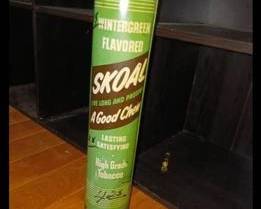 WINTERGREEN
FLAVORED
SKOAL
A Good Chew
LASTING
SATISFYING
High Grade
Tobacco